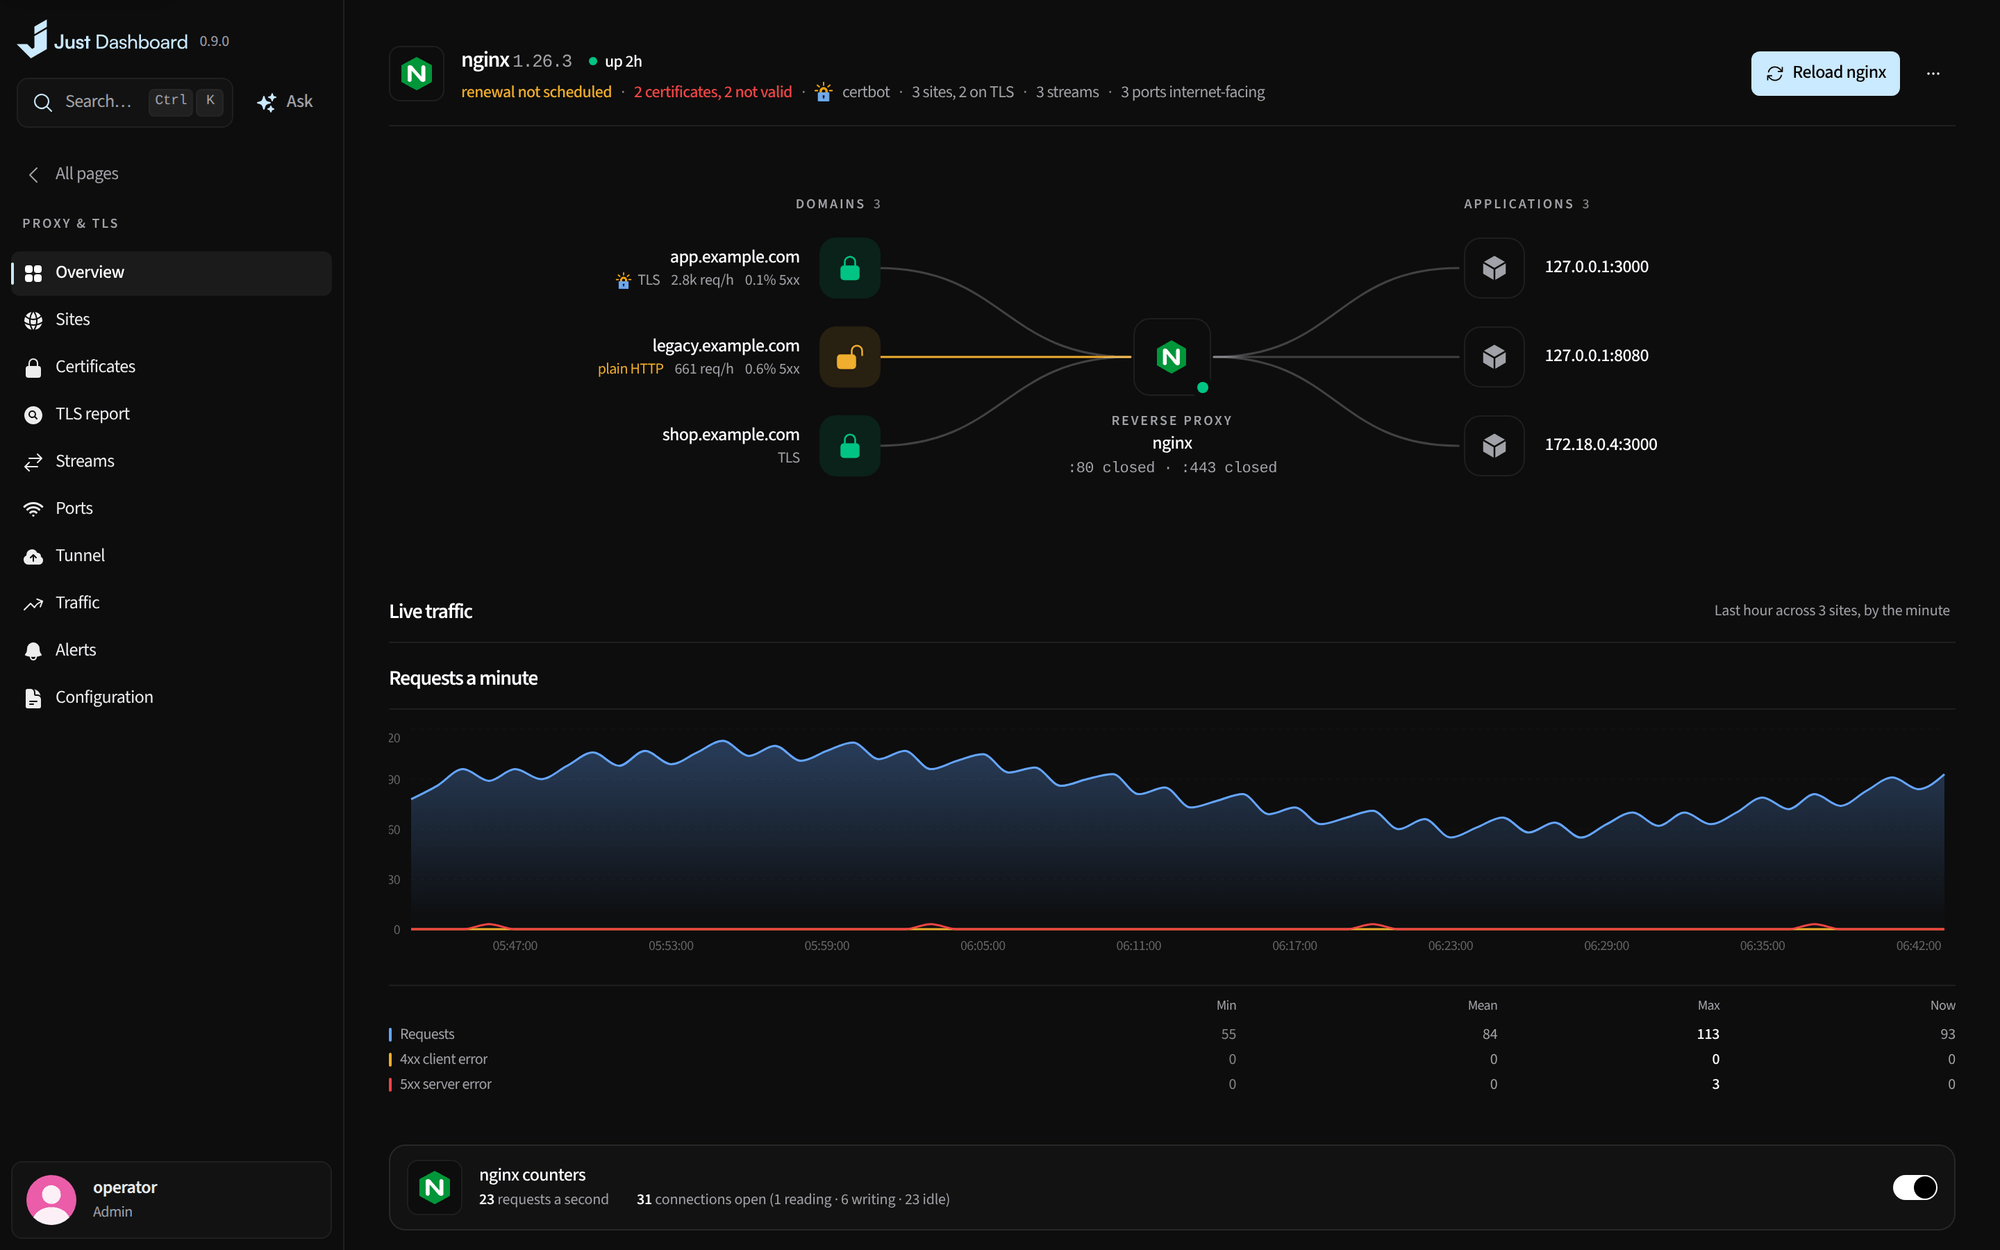 Just Dashboard 0.9.0
Search... Ctrl K
Ask
All pages
PROXY & TLS
Overview
Sites
Certificates
TLS report
Streams
Ports
Tunnel
Traffic
Alerts
Configuration
operator
Admin
nginx 1.26.3 up 2h
renewal not scheduled · 2 certificates, 2 not valid · certbot · 3 sites, 2 on TLS · 3 streams · 3 ports internet-facing
Reload nginx
DOMAINS 3
app.example.com
TLS 2.8k req/h 0.1% 5xx
legacy.example.com
plain HTTP 661 req/h 0.6% 5xx
shop.example.com
TLS
REVERSE PROXY
nginx
:80 closed · :443 closed
APPLICATIONS 3
127.0.0.1:3000
127.0.0.1:8080
172.18.0.4:3000
Live traffic
Last hour across 3 sites, by the minute
Requests a minute
20
90
60
30
0
05:47:00 05:53:00 05:59:00 06:05:00 06:11:00 06:17:00 06:23:00 06:29:00 06:35:00 06:42:00
Min Mean Max Now
Requests 55 84 113 93
4xx client error 0 0 0 0
5xx server error 0 0 3 0
nginx counters
23 requests a second 31 connections open (1 reading · 6 writing · 23 idle)